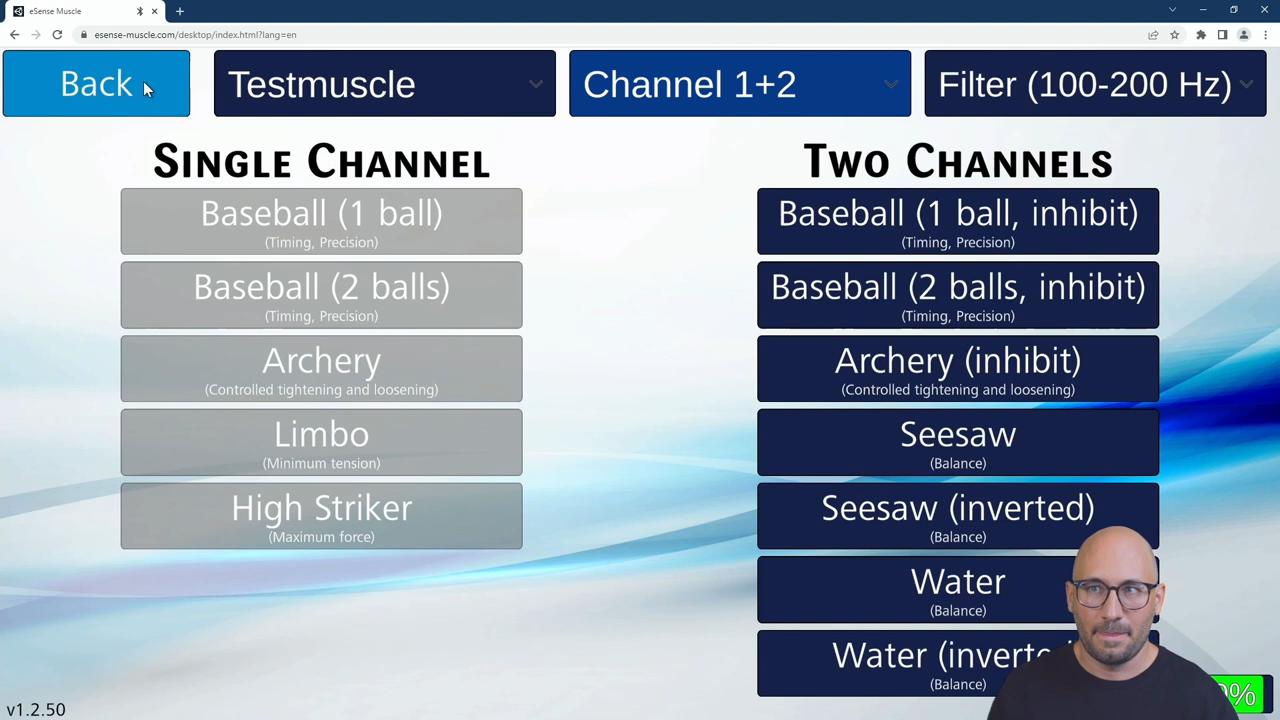 eSense Muscle
esense-muscle.com/desktop/index.html?lang=en
Back
Testmuscle
Channel 1+2
Filter (100-200 Hz)
SINGLE CHANNEL
TWO CHANNELS
Baseball (1 ball)
(Timing, Precision)
Baseball (2 balls)
(Timing, Precision)
Archery
(Controlled tightening and loosening)
Limbo
(Minimum tension)
High Striker
(Maximum force)
Baseball (1 ball, inhibit)
(Timing, Precision)
Baseball (2 balls, inhibit)
(Timing, Precision)
Archery (inhibit)
(Controlled tightening and loosening)
Seesaw
(Balance)
Seesaw (inverted)
(Balance)
Water
(Balance)
Water
(Balance)
v1.2.50